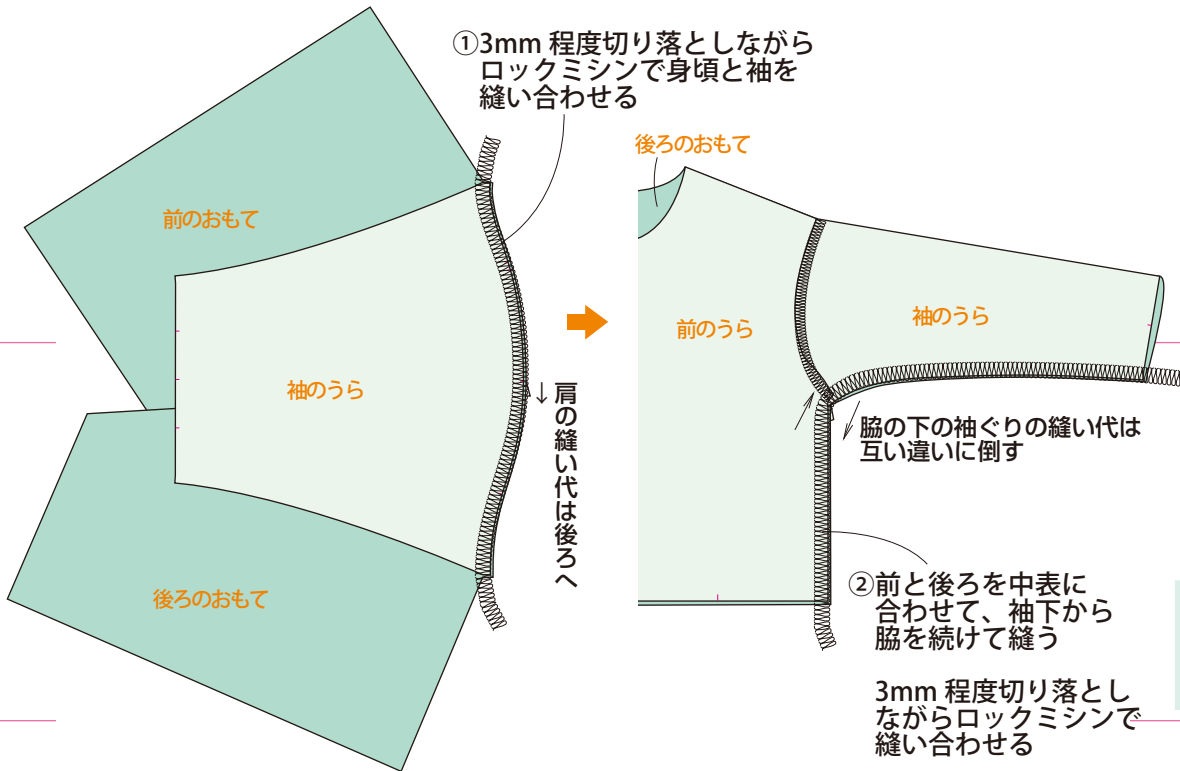 ①3mm 程度切り落としながら
ロックミシンで身頃と袖を
縫い合わせる
前のおもて
袖のうら
後ろのおもて
↓肩の縫い代は後ろへ
後ろのおもて
前のうら
袖のうら
脇の下の袖ぐりの縫い代は
互い違いに倒す
②前と後ろを中表に
合わせて、袖下から
脇を続けて縫う
3mm 程度切り落とし
ながらロックミシンで
縫い合わせる